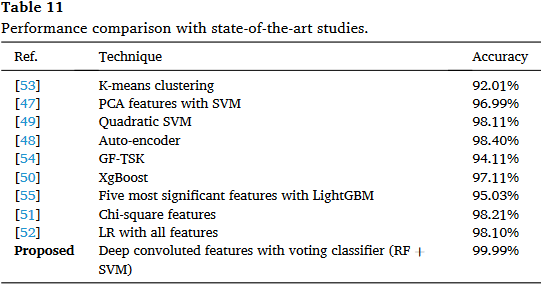 Table 11
Performance comparison with state-of-the-art studies.
Ref. Technique Accuracy
[53] K-means clustering 92.01%
[47] PCA features with SVM 96.99%
[49] Quadratic SVM 98.11%
[48] Auto-encoder 98.40%
[54] GF-TSK 94.11%
[50] XgBoost 97.11%
[55] Five most significant features with LightGBM 95.03%
[51] Chi-square features 98.21%
[52] LR with all features 98.10%
Proposed Deep convoluted features with voting classifier (RF + 99.99%
SVM)